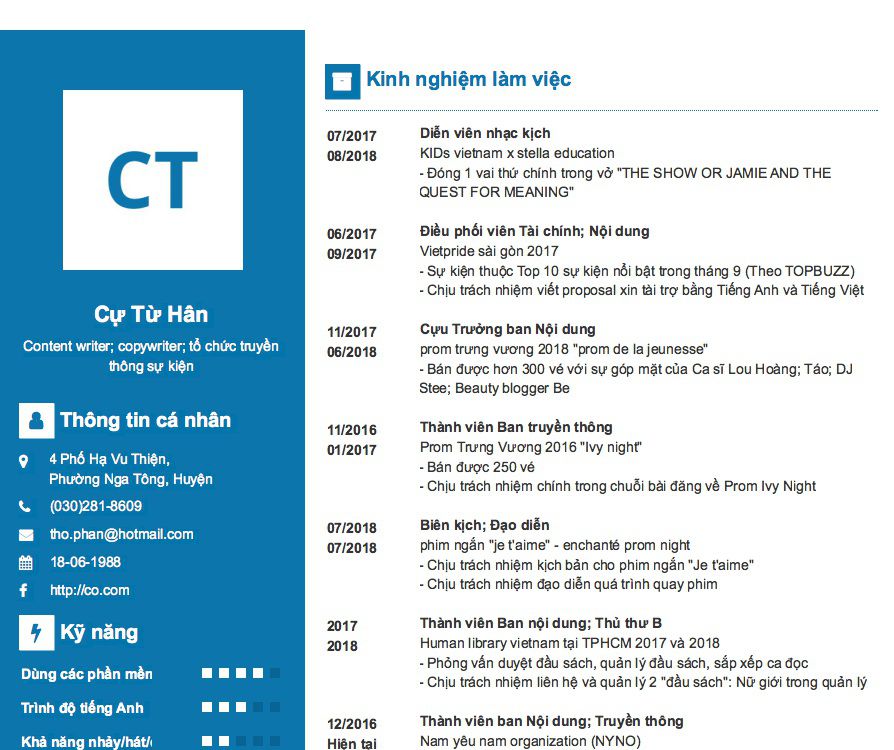 CT
Cự Từ Hân
Content writer; copywriter; tổ chức truyền
thông sự kiện
Thông tin cá nhân
4 Phố Hạ Vu Thiện,
Phường Nga Tông, Huyện
(030)281-8609
tho.phan@hotmail.com
18-06-1988
http://co.com
Kỹ năng
Dùng các phần mền
Trình độ tiếng Anh
Khả năng nhảy/hát/
Kinh nghiệm làm việc
07/2017
08/2018
Diễn viên nhạc kịch
KIDs vietnam x stella education
- Đóng 1 vai thứ chính trong vở "THE SHOW OR JAMIE AND THE
QUEST FOR MEANING"
06/2017
09/2017
Điều phối viên Tài chính; Nội dung
Vietpride sài gòn 2017
- Sự kiện thuộc Top 10 sự kiện nổi bật trong tháng 9 (Theo TOPBUZZ)
- Chịu trách nhiệm viết proposal xin tài trợ bằng Tiếng Anh và Tiếng Việt
11/2017
06/2018
Cựu Trưởng ban Nội dung
prom trưng vương 2018 "prom de la jeunesse"
- Bán được hơn 300 vé với sự góp mặt của Ca sĩ Lou Hoàng; Táo; DJ
Stee; Beauty blogger Be
11/2016
01/2017
Thành viên Ban truyền thông
Prom Trưng Vương 2016 "Ivy night"
- Bán được 250 vé
- Chịu trách nhiệm chính trong chuỗi bài đăng về Prom Ivy Night
07/2018
07/2018
Biên kịch; Đạo diễn
phim ngắn "je t'aime" - enchanté prom night
- Chịu trách nhiệm kịch bản cho phim ngắn "Je t'aime"
- Chịu trách nhiệm đạo diễn quá trình quay phim
2017
2018
Thành viên Ban nội dung; Thủ thư B
Human library vietnam tại TPHCM 2017 và 2018
- Phỏng vấn duyệt đầu sách, quản lý đầu sách, sắp xếp ca đọc
- Chịu trách nhiệm liên hệ và quản lý 2 "đầu sách": Nữ giới trong quản lý
12/2016
Hiện tại
Thành viên ban Nội dung; Truyền thông
Nam yêu nam organization (NYNO)